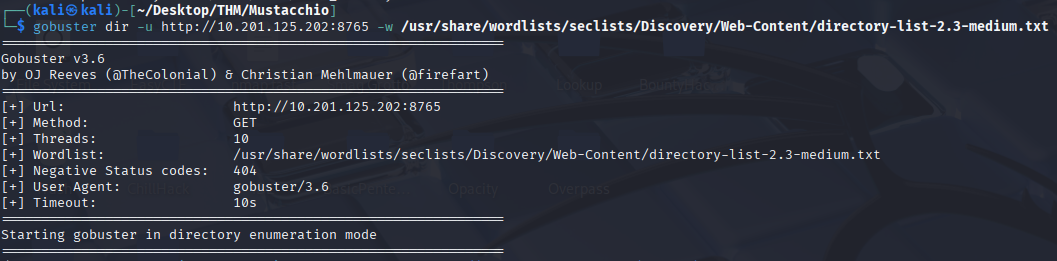 ┌──(kali㉿kali)-[~/Desktop/THM/Mustacchio]
└─$ gobuster dir -u http://10.201.125.202:8765 -w /usr/share/wordlists/seclists/Discovery/Web-Content/directory-list-2.3-medium.txt
===============================================================
Gobuster v3.6
by OJ Reeves (@TheColonial) & Christian Mehlmauer (@firefart)
===============================================================
[+] Url:                     http://10.201.125.202:8765
[+] Method:                  GET
[+] Threads:                 10
[+] Wordlist:                /usr/share/wordlists/seclists/Discovery/Web-Content/directory-list-2.3-medium.txt
[+] Negative Status codes:   404
[+] User Agent:              gobuster/3.6
[+] Timeout:                 10s
===============================================================
Starting gobuster in directory enumeration mode
===============================================================
Lookup
Opacity
Overpass